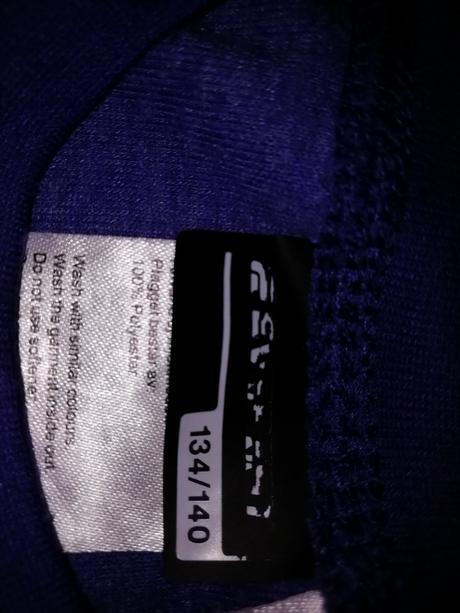 134/140
Plagget består av
100% Polyester
Wash with similar colours
Wash the garment inside out
Do not use softener